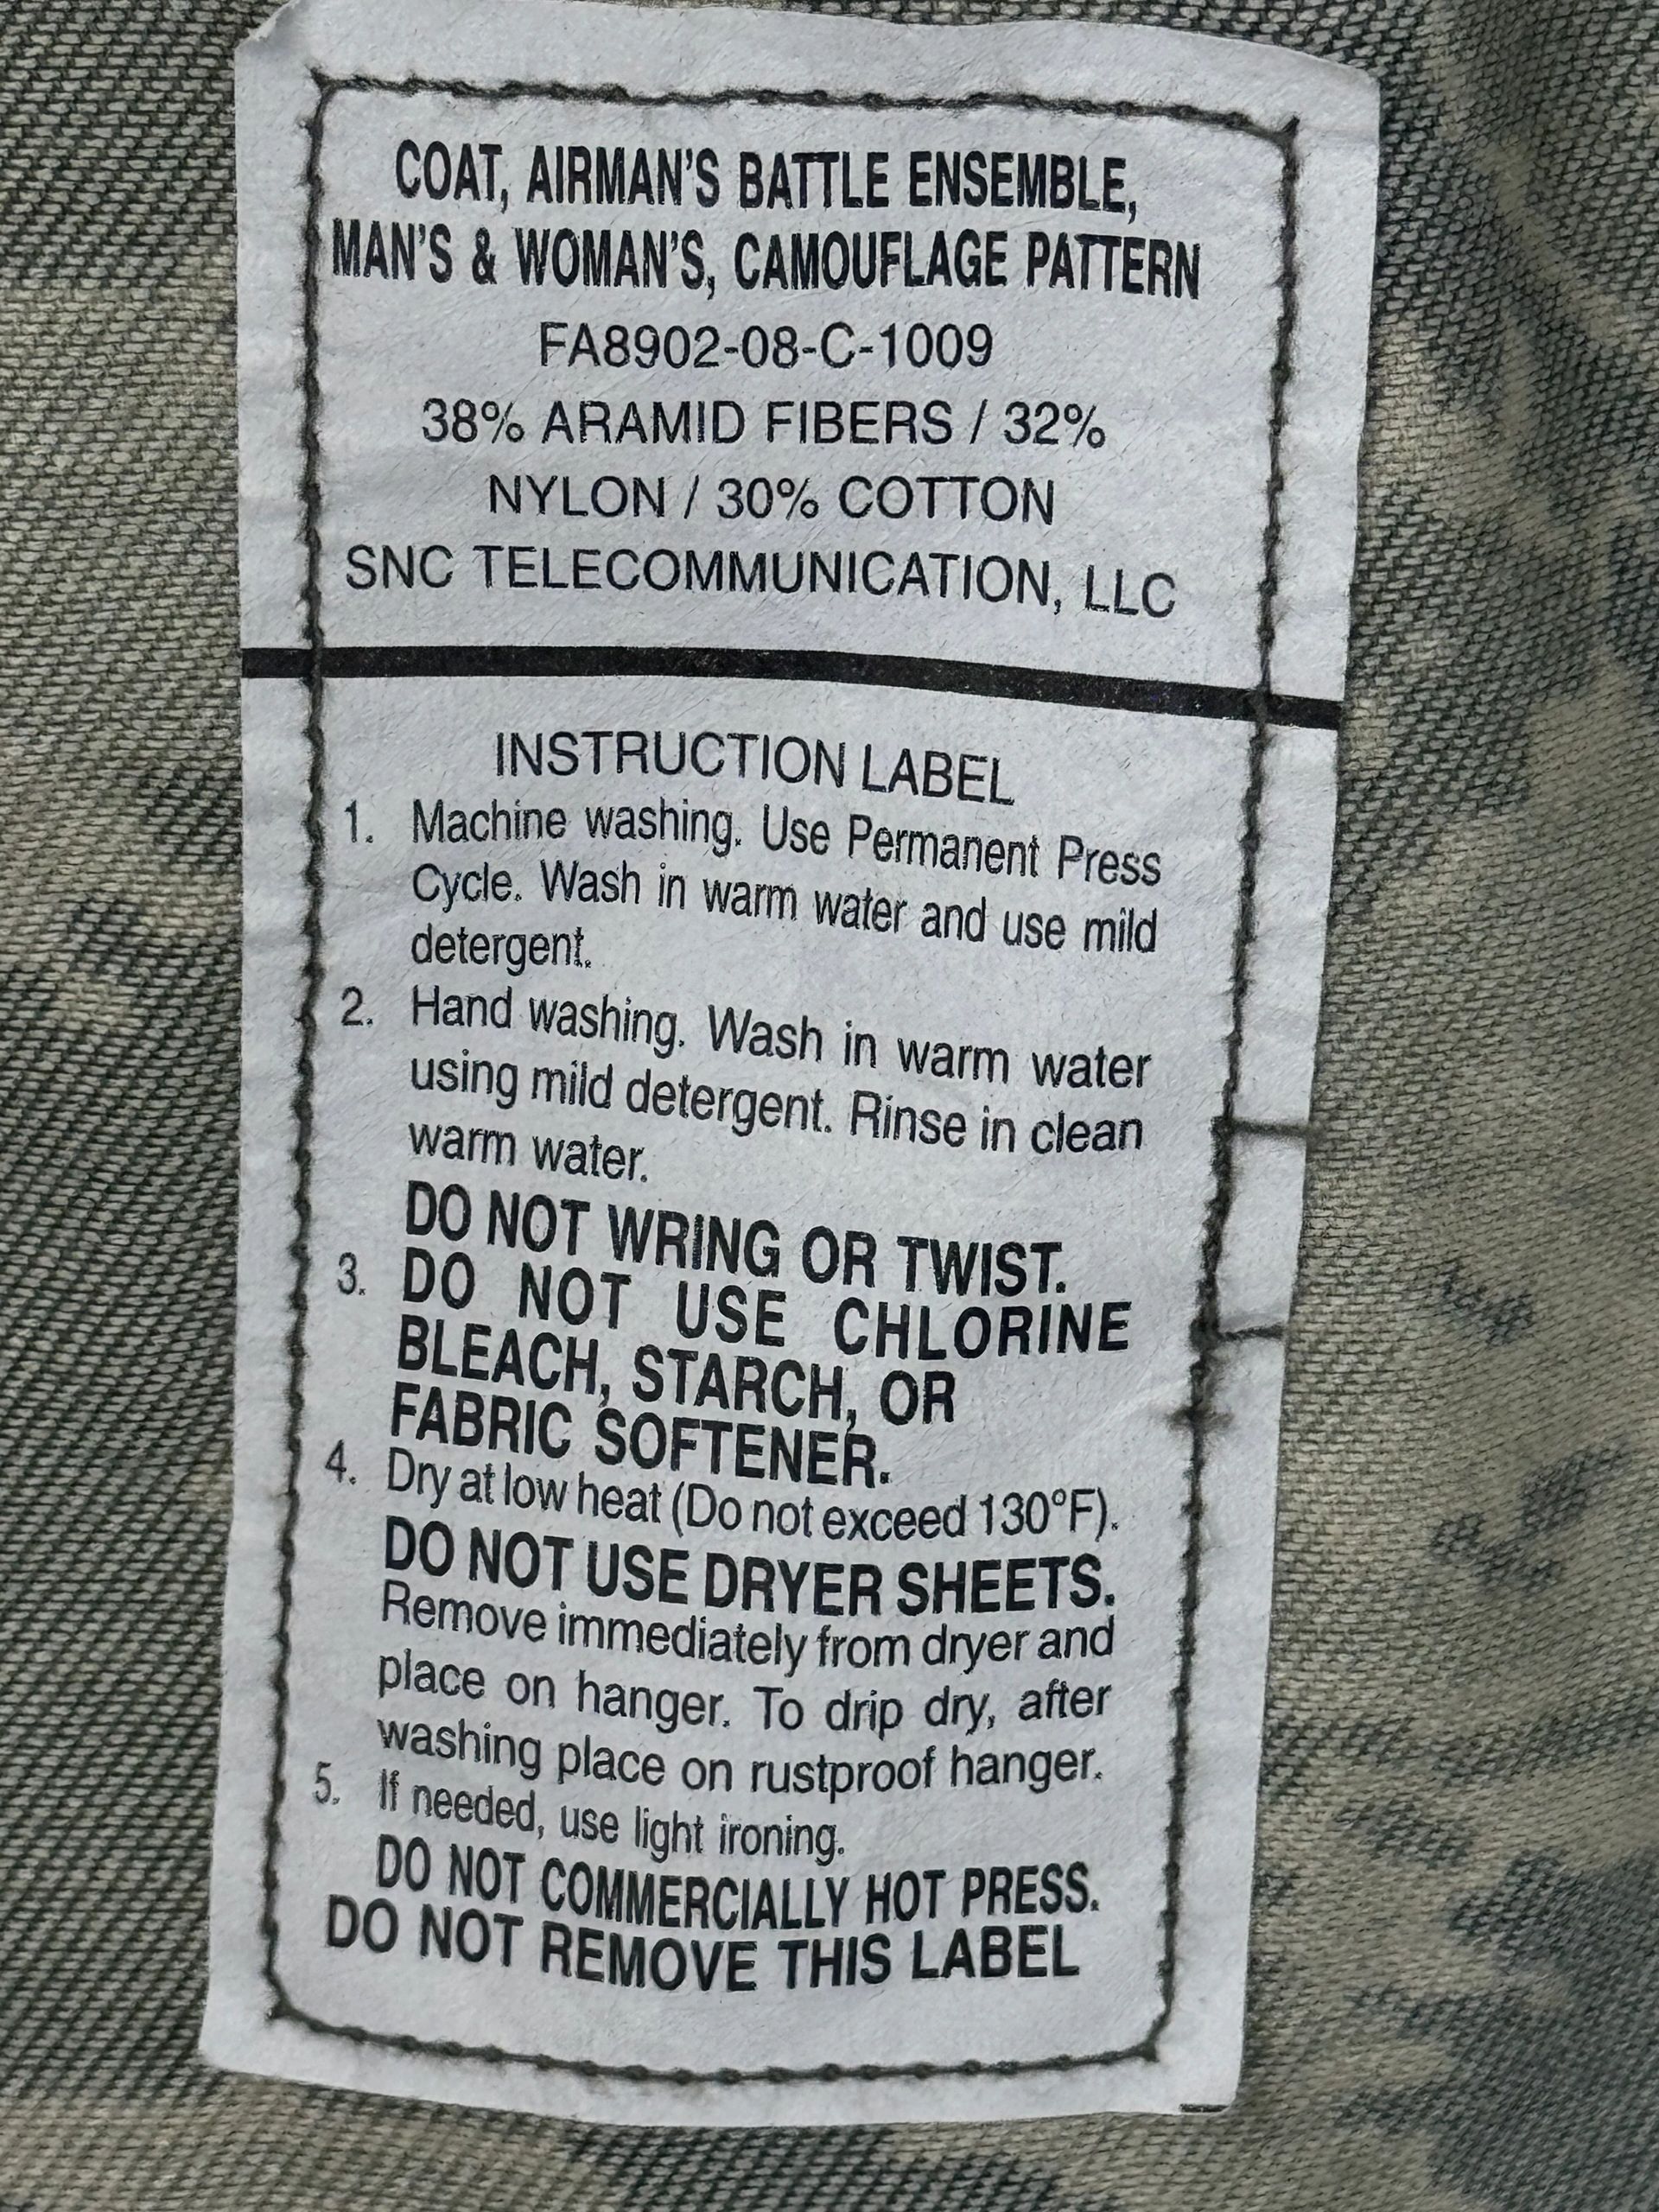 COAT, AIRMAN'S BATTLE ENSEMBLE,
MAN'S & WOMAN'S, CAMOUFLAGE PATTERN
FA8902-08-C-1009
38% ARAMID FIBERS / 32%
NYLON / 30% COTTON
SNC TELECOMMUNICATION, LLC
INSTRUCTION LABEL
1. Machine washing. Use Permanent Press
Cycle. Wash in warm water and use mild
detergent.
2. Hand washing. Wash in warm water
using mild detergent. Rinse in clean
warm water.
DO NOT WRING OR TWIST.
3. DO NOT USE CHLORINE
BLEACH, STARCH, OR
FABRIC SOFTENER.
4. Dry at low heat (Do not exceed 130°F).
DO NOT USE DRYER SHEETS.
Remove immediately from dryer and
place on hanger. To drip dry, after
washing place on rustproof hanger.
5. If needed, use light ironing.
DO NOT COMMERCIALLY HOT PRESS.
DO NOT REMOVE THIS LABEL